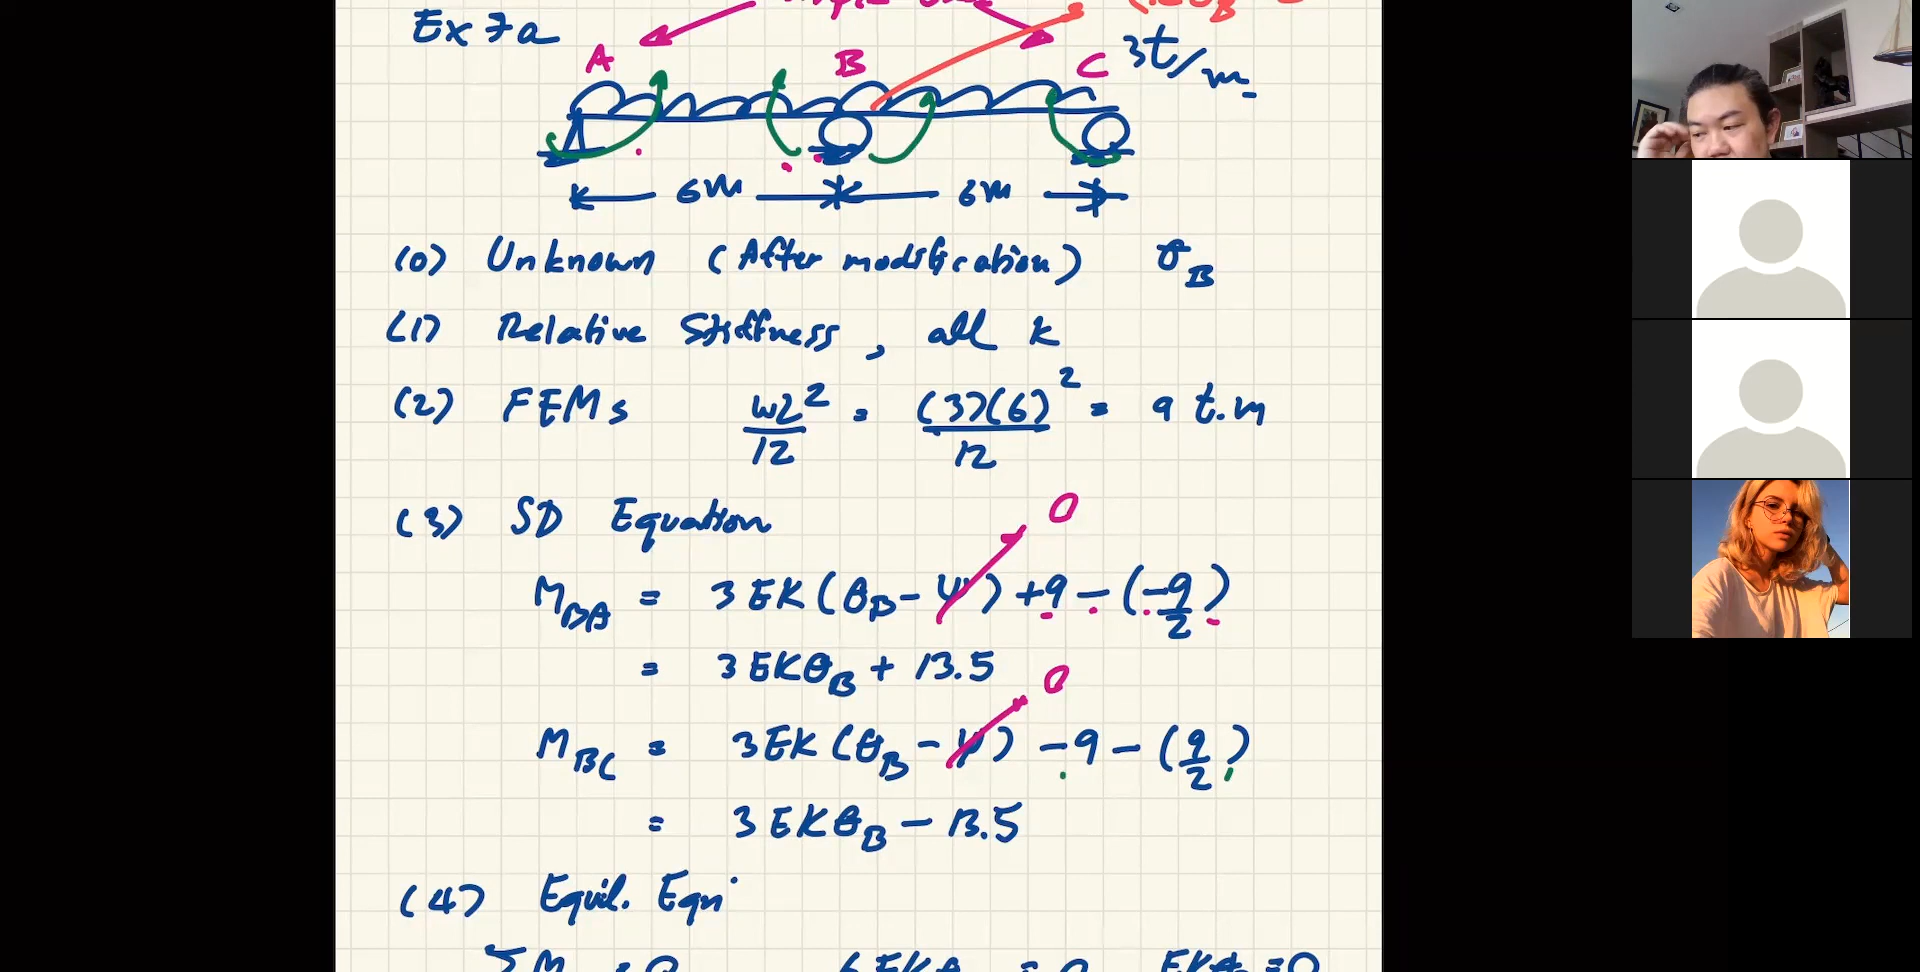 Ex 7a
A
B
C
3t/m
6m
6m
(0) Unknown (After modification) θB
(1) Relative Stiffness, all k
(2) FEMs wL²/12 = (3)(6)²/12 = 9 t.m
(3) SD Equation
MBA = 3EK(θB - ψ) + 9 - (-9/2)
0
= 3EKθB + 13.5
0
MBC = 3EK(θB - ψ) - 9 - (9/2)
= 3EKθB - 13.5
(4) Equil. Eqn